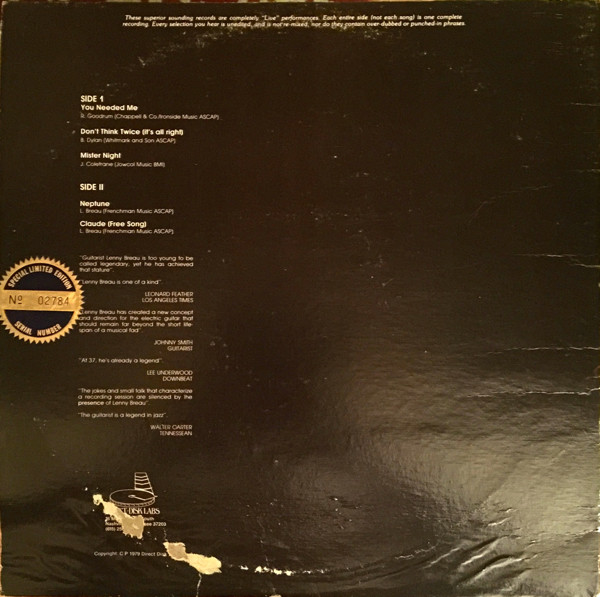 These superior sounding records are completely "Live" performances. Each entire side (not each song) is one complete
recording. Every selection you hear is unedited, and is not re-mixed, nor do they contain over-dubbed or punched-in phrases.
SIDE 1
You Needed Me
R. Goodrum (Chappell & Co./Ironside Music ASCAP)
Don't Think Twice (it's all right)
B. Dylan (Whitmark and Son ASCAP)
Mister Night
J. Coletrane (Jowcol Music BMI)
SIDE II
Neptune
L. Breau (Frenchman Music ASCAP)
Claude (Free Song)
L. Breau (Frenchman Music ASCAP)
"Guitarist Lenny Breau is too young to be
called legendary, yet he has achieved
that stature".
"Lenny Breau is one of a kind".
LEONARD FEATHER
LOS ANGELES TIMES
SPECIAL LIMITED EDITION
No 02784
SERIAL NUMBER
"Lenny Breau has created a new concept
and direction for the electric guitar that
should remain far beyond the short life-
span of a musical fad".
JOHNNY SMITH
GUITARIST
"At 37, he's already a legend".
LEE UNDERWOOD
DOWNBEAT
"The jokes and small talk that characterize
a recording session are silenced by the
presence of Lenny Breau".
"The guitarist is a legend in jazz".
WALTER CARTER
TENNESSEAN
DISK LABS
37203
Copyright: C P 1979 Direct Disk